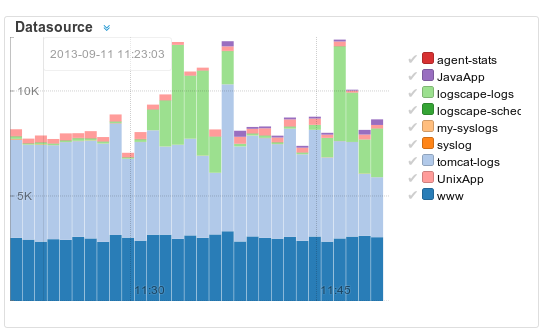 Datasource
2013-09-11 11:23:03
10K
5K
11:30
11:45
agent-stats
JavaApp
logscape-logs
logscape-schec
my-syslogs
syslog
tomcat-logs
UnixApp
www